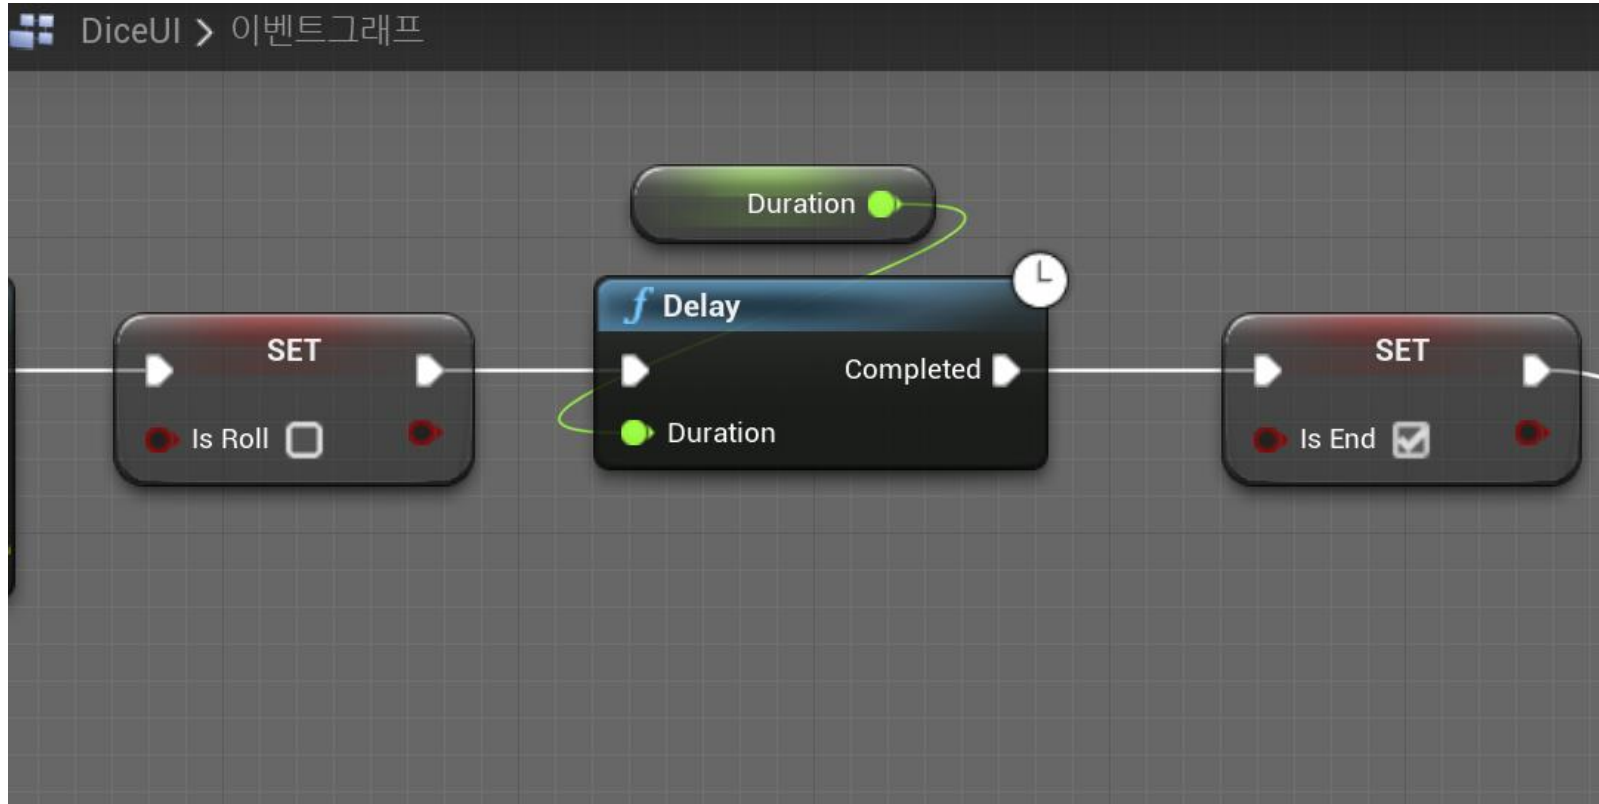 DiceUI > 이벤트그래프
Duration
f Delay
SET
Completed
SET
Is Roll
Duration
Is End